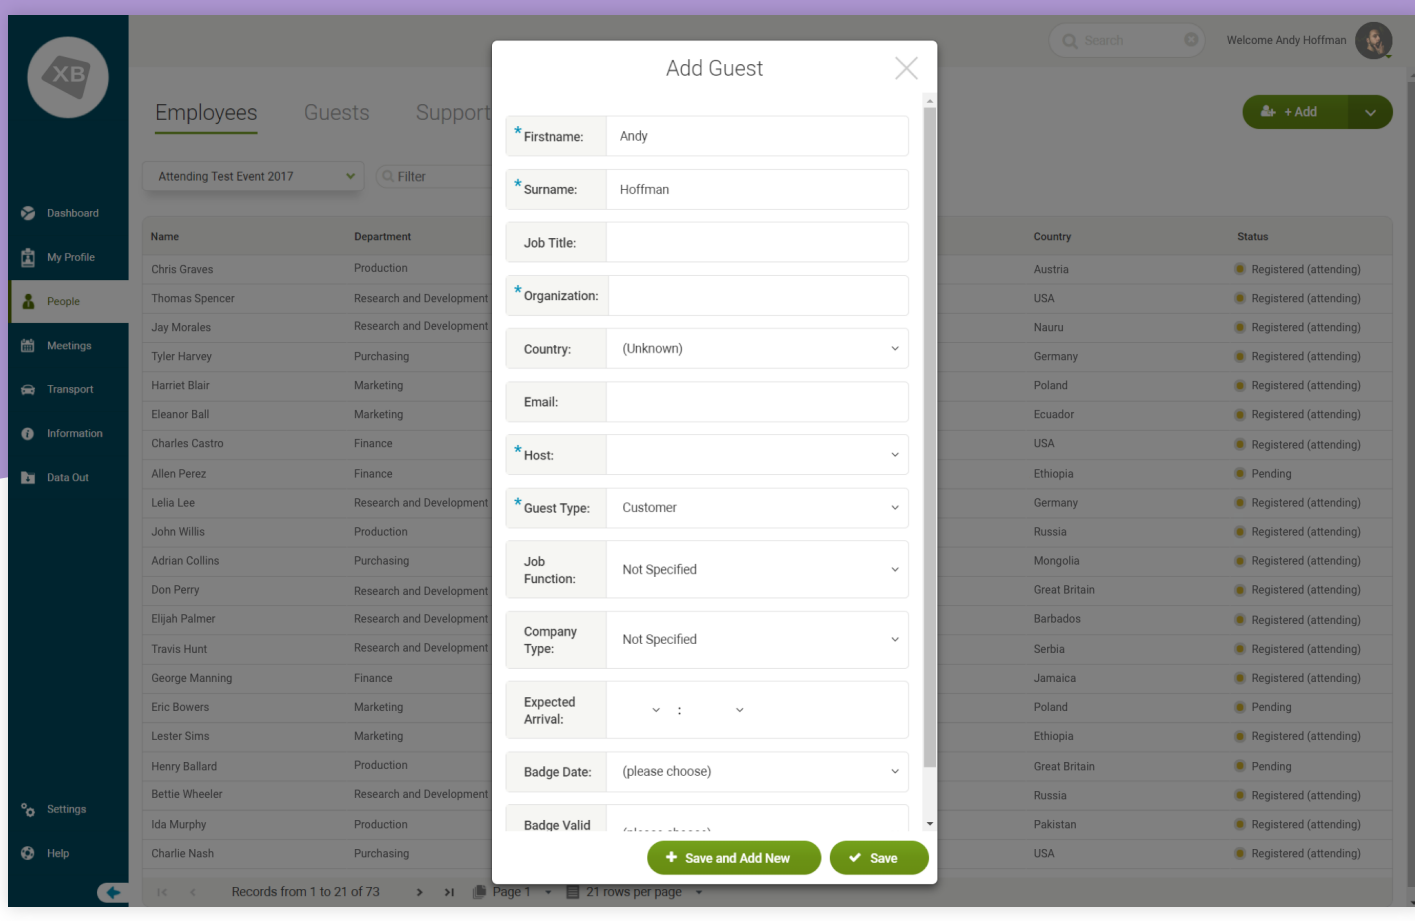 XB
Search
Welcome Andy Hoffman
Employees
Guests
Support
+ Add
Attending Test Event 2017
Filter
Dashboard
My Profile
People
Meetings
Transport
Information
Data Out
Settings
Help
Name Department Country Status
Chris Graves Production Austria Registered (attending)
Thomas Spencer Research and Development USA Registered (attending)
Jay Morales Research and Development Nauru Registered (attending)
Tyler Harvey Purchasing Germany Registered (attending)
Harriet Blair Marketing Poland Registered (attending)
Eleanor Ball Marketing Ecuador Registered (attending)
Charles Castro Finance USA Registered (attending)
Allen Perez Finance Ethiopia Pending
Lelia Lee Research and Development Germany Registered (attending)
John Willis Production Russia Registered (attending)
Adrian Collins Purchasing Mongolia Registered (attending)
Don Perry Research and Development Great Britain Registered (attending)
Elijah Palmer Research and Development Barbados Registered (attending)
Travis Hunt Research and Development Serbia Registered (attending)
George Manning Finance Jamaica Registered (attending)
Eric Bowers Marketing Poland Pending
Lester Sims Marketing Ethiopia Registered (attending)
Henry Ballard Production Great Britain Pending
Bettie Wheeler Research and Development Russia Registered (attending)
Ida Murphy Production Pakistan Registered (attending)
Charlie Nash Purchasing USA Registered (attending)
Records from 1 to 21 of 73 Page 1 21 rows per page
Add Guest
* Firstname: Andy
* Surname: Hoffman
Job Title:
* Organization:
Country: (Unknown)
Email:
* Host:
* Guest Type: Customer
Job
Function: Not Specified
Company
Type: Not Specified
Expected
Arrival: :
Badge Date: (please choose)
Badge Valid
(please choose)
+ Save and Add New
Save